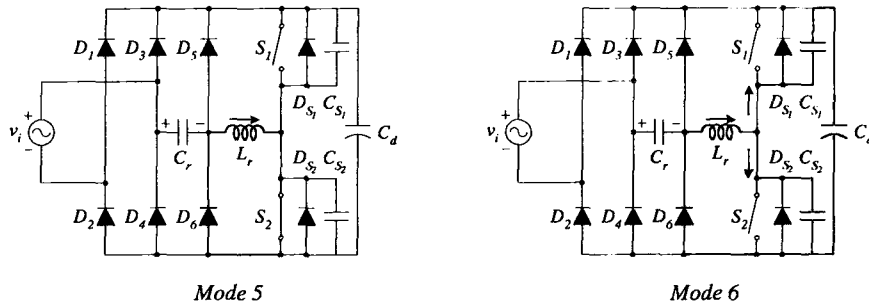 D1 D3 D5 S1
DS1 CS1
vi + −
+ −
Cr Lr Cd
DS2 CS2
D2 D4 D6 S2
Mode 5
D1 D3 D5 S1
DS1 CS1
vi + −
+ −
Cr Lr
DS2 CS2
D2 D4 D6 S2
Mode 6